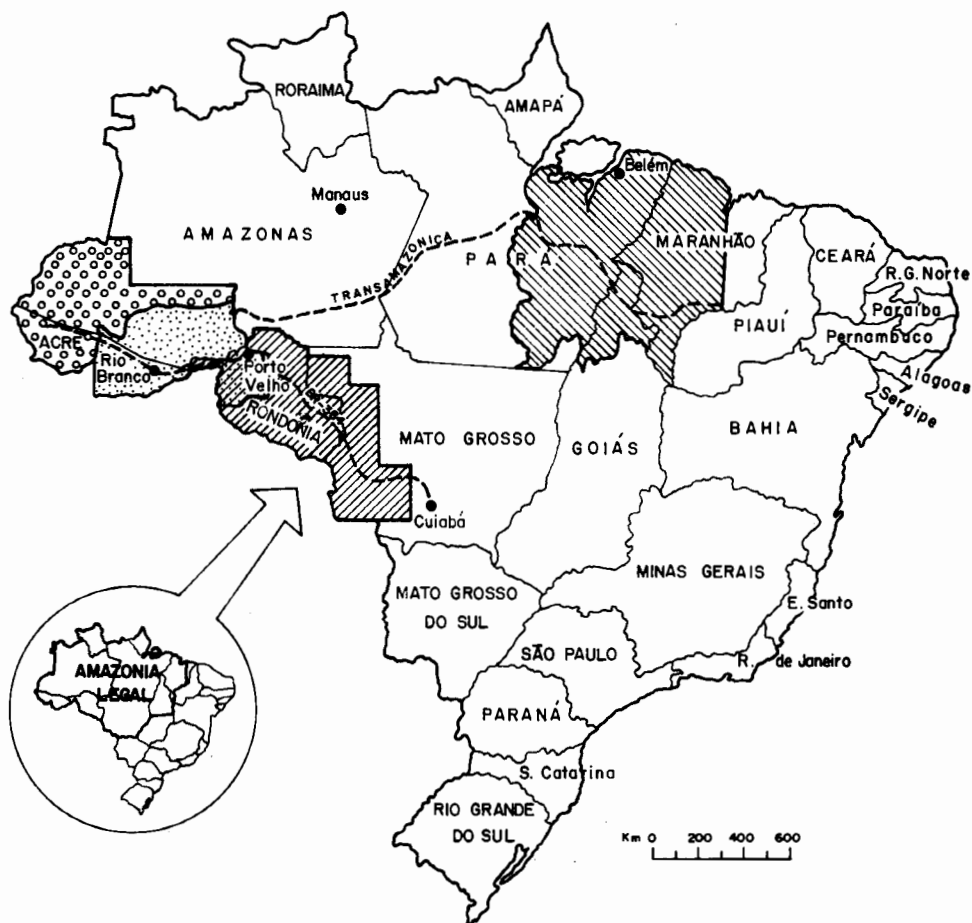 RORAIMA
AMAPÁ
Belém
Manaus
AMAZONAS
TRANSAMAZÓNICA
PARÁ
MARANHÃO
CEARÁ
R.G. Norte
Paraíba
PIAUÍ
Pernambuco
Alagoas
Sergipe
ACRE
Rio
Branco
Porto
Velho
RONDONIA
MATO GROSSO
GOIÁS
BAHIA
Cuiabá
MINAS GERAIS
MATO GROSSO
DO SUL
E. Santo
SÃO PAULO
R. de Janeiro
PARANÁ
S. Catarina
RIO GRANDE
DO SUL
AMAZONIA
LEGAL
Km 0 200 400 600